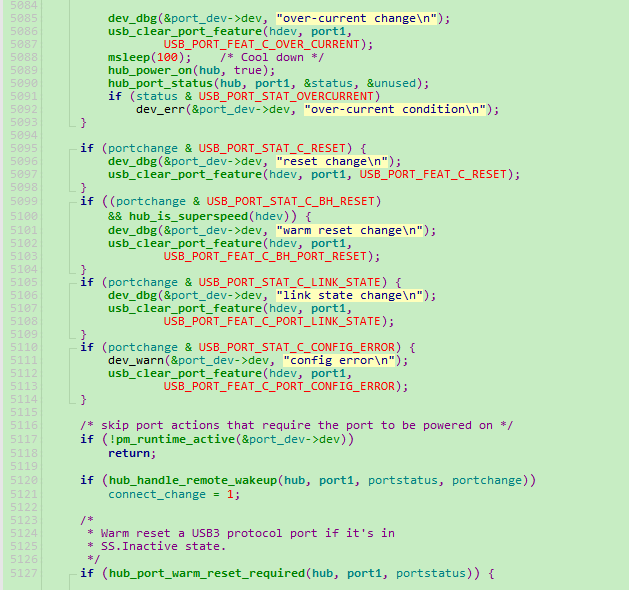 5084
5085 dev_dbg(&port_dev->dev, "over-current change\n");
5086 usb_clear_port_feature(hdev, port1,
5087 USB_PORT_FEAT_C_OVER_CURRENT);
5088 msleep(100); /* Cool down */
5089 hub_power_on(hub, true);
5090 hub_port_status(hub, port1, &status, &unused);
5091 if (status & USB_PORT_STAT_OVERCURRENT)
5092 dev_err(&port_dev->dev, "over-current condition\n");
5093 }
5094
5095 if (portchange & USB_PORT_STAT_C_RESET) {
5096 dev_dbg(&port_dev->dev, "reset change\n");
5097 usb_clear_port_feature(hdev, port1, USB_PORT_FEAT_C_RESET);
5098 }
5099 if ((portchange & USB_PORT_STAT_C_BH_RESET)
5100 && hub_is_superspeed(hdev)) {
5101 dev_dbg(&port_dev->dev, "warm reset change\n");
5102 usb_clear_port_feature(hdev, port1,
5103 USB_PORT_FEAT_C_BH_PORT_RESET);
5104 }
5105 if (portchange & USB_PORT_STAT_C_LINK_STATE) {
5106 dev_dbg(&port_dev->dev, "link state change\n");
5107 usb_clear_port_feature(hdev, port1,
5108 USB_PORT_FEAT_C_PORT_LINK_STATE);
5109 }
5110 if (portchange & USB_PORT_STAT_C_CONFIG_ERROR) {
5111 dev_warn(&port_dev->dev, "config error\n");
5112 usb_clear_port_feature(hdev, port1,
5113 USB_PORT_FEAT_C_PORT_CONFIG_ERROR);
5114 }
5115
5116 /* skip port actions that require the port to be powered on */
5117 if (!pm_runtime_active(&port_dev->dev))
5118 return;
5119
5120 if (hub_handle_remote_wakeup(hub, port1, portstatus, portchange))
5121 connect_change = 1;
5122
5123 /*
5124 * Warm reset a USB3 protocol port if it's in
5125 * SS.Inactive state.
5126 */
5127 if (hub_port_warm_reset_required(hub, port1, portstatus)) {